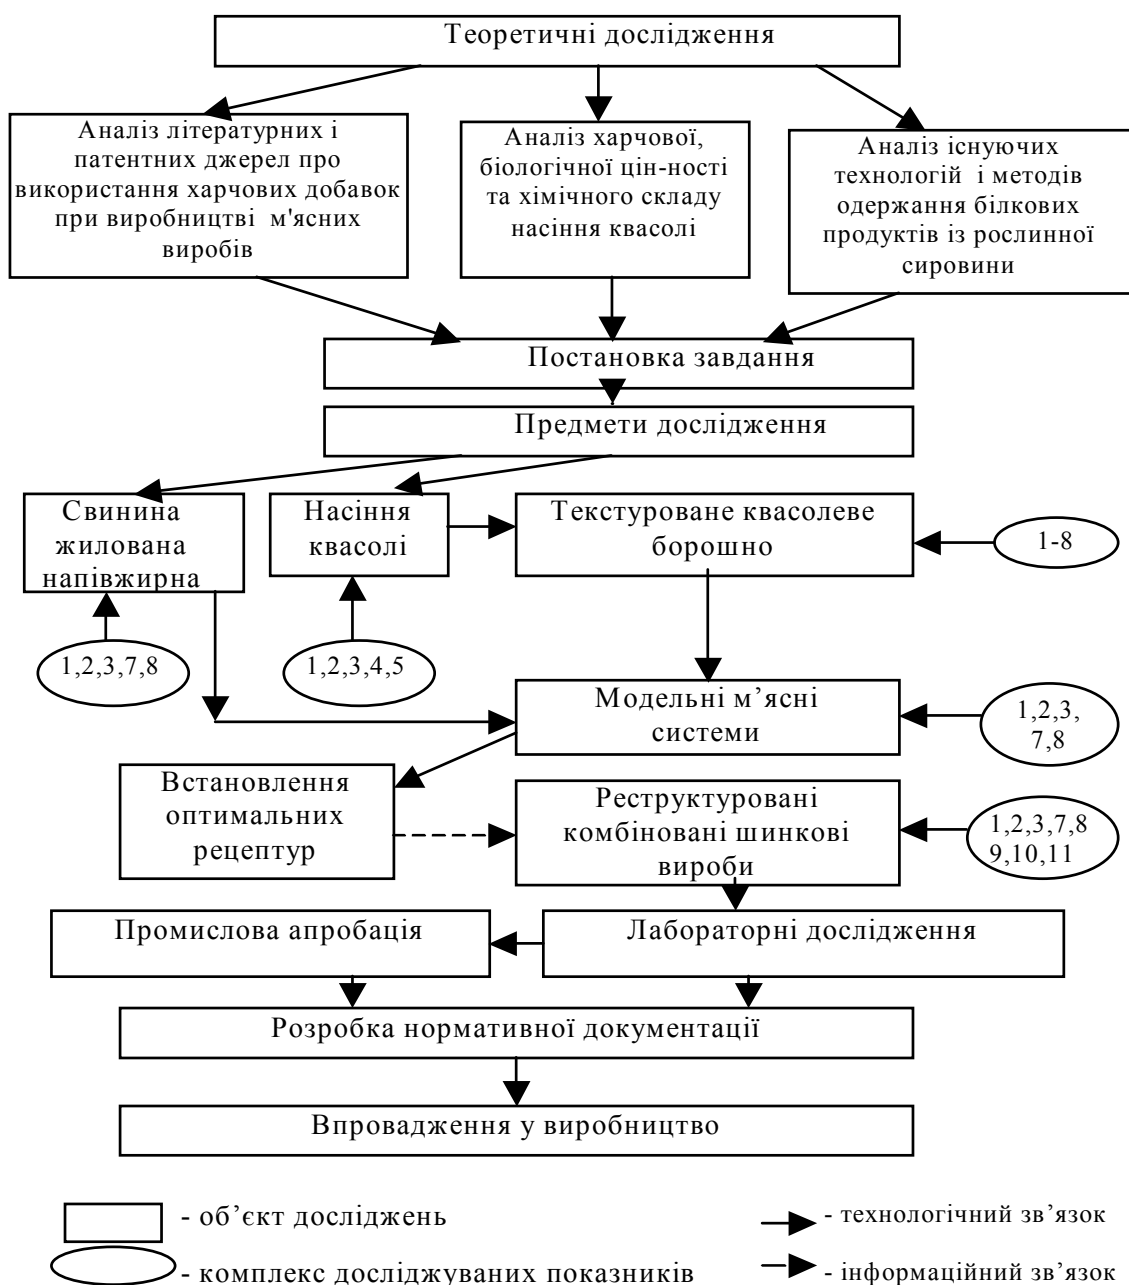 Теоретичні дослідження
Аналіз літературних і
патентних джерел про
використання харчових добавок
при виробництві м'ясних
виробів
Аналіз харчової,
біологічної цін-ності
та хімічного складу
насіння квасолі
Аналіз існуючих
технологій і методів
одержання білкових
продуктів із рослинної
сировини
Постановка завдання
Предмети дослідження
Свинина
жилована
напівжирна
Насіння
квасолі
Текстуроване квасолеве
борошно
1-8
1,2,3,7,8
1,2,3,4,5
Модельні м’ясні
системи
1,2,3,
7,8
Встановлення
оптимальних
рецептур
Реструктуровані
комбіновані шинкові
вироби
1,2,3,7,8
9,10,11
Промислова апробація
Лабораторні дослідження
Розробка нормативної документації
Впровадження у виробництво
- об’єкт досліджень
- технологічний зв’язок
- комплекс досліджуваних показників
- інформаційний зв’язок